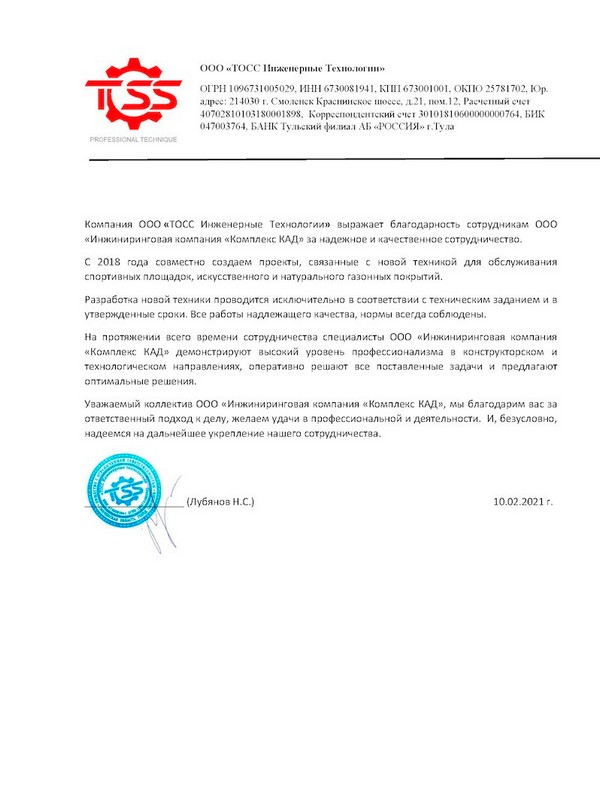 TCSS
PROFESSIONAL TECHNIQUE
ООО «ТОСС Инженерные Технологии»
ОГРН 1096731005029, ИНН 6730081941, КПП 673001001, ОКПО 25781702, Юр.
адрес: 214030 г. Смоленск Краснинское шоссе, д.21, пом.12, Расчетный счет
40702810103180001898, Корреспондентский счет 30101810600000000764, БИК
047003764, БАНК Тульский филиал АБ «РОССИЯ» г.Тула
Компания ООО «ТОСС Инженерные Технологии» выражает благодарность сотрудникам ООО
«Инжиниринговая компания «Комплекс КАД» за надежное и качественное сотрудничество.
С 2018 года совместно создаем проекты, связанные с новой техникой для обслуживания
спортивных площадок, искусственного и натурального газонных покрытий.
Разработка новой техники проводится исключительно в соответствии с техническим заданием и в
утвержденные сроки. Все работы надлежащего качества, нормы всегда соблюдены.
На протяжении всего времени сотрудничества специалисты ООО «Инжиниринговая компания
«Комплекс КАД» демонстрируют высокий уровень профессионализма в конструкторском и
технологическом направлениях, оперативно решают все поставленные задачи и предлагают
оптимальные решения.
Уважаемый коллектив ООО «Инжиниринговая компания «Комплекс КАД», мы благодарим вас за
ответственный подход к делу, желаем удачи в профессиональной и деятельности. И, безусловно,
надеемся на дальнейшее укрепление нашего сотрудничества.
TCSS
(Лубянов Н.С.)
10.02.2021 г.